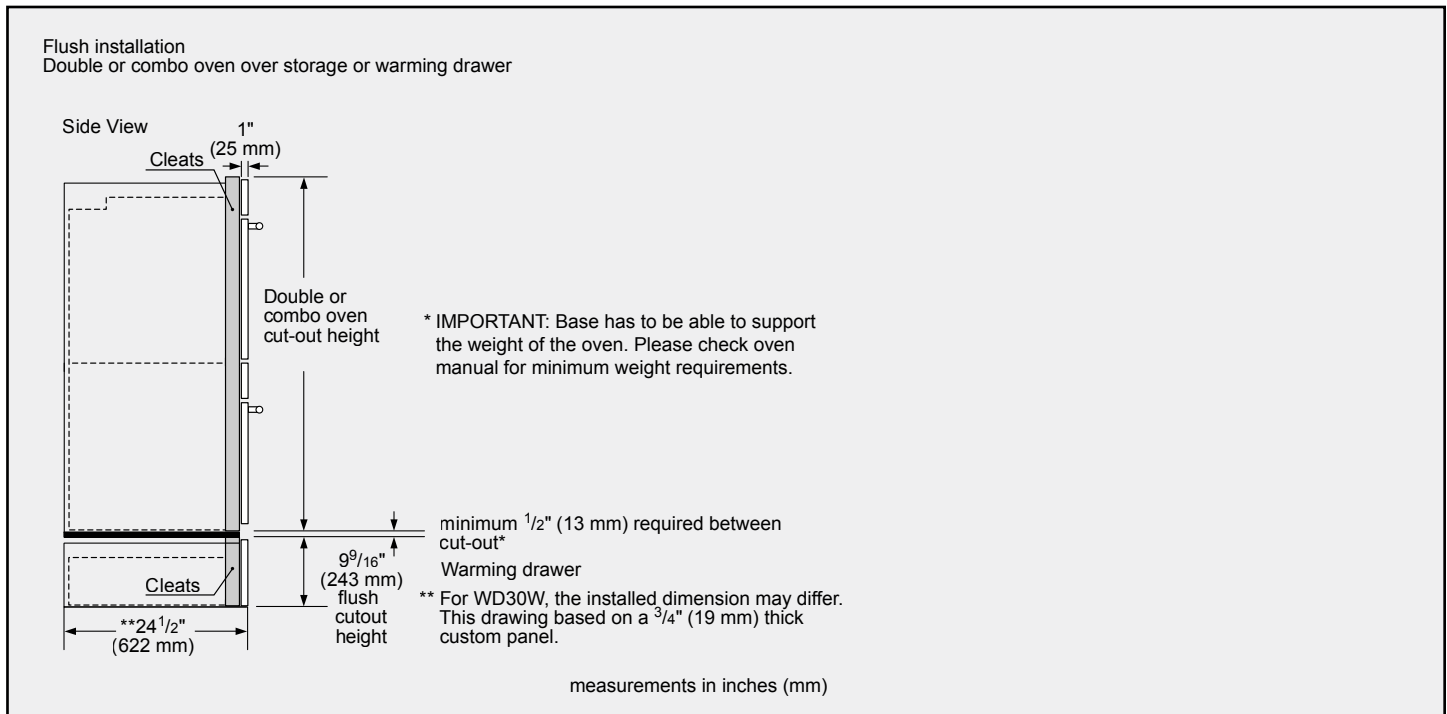 Flush installation
Double or combo oven over storage or warming drawer
Side View
1"
(25 mm)
Cleats
Double or
combo oven
cut-out height
* IMPORTANT: Base has to be able to support
the weight of the oven. Please check oven
manual for minimum weight requirements.
minimum 1/2" (13 mm) required between
cut-out*
9 9/16"
(243 mm)
flush
cutout
height
Warming drawer
Cleats
** For WD30W, the installed dimension may differ.
This drawing based on a 3/4" (19 mm) thick
custom panel.
**24 1/2"
(622 mm)
measurements in inches (mm)